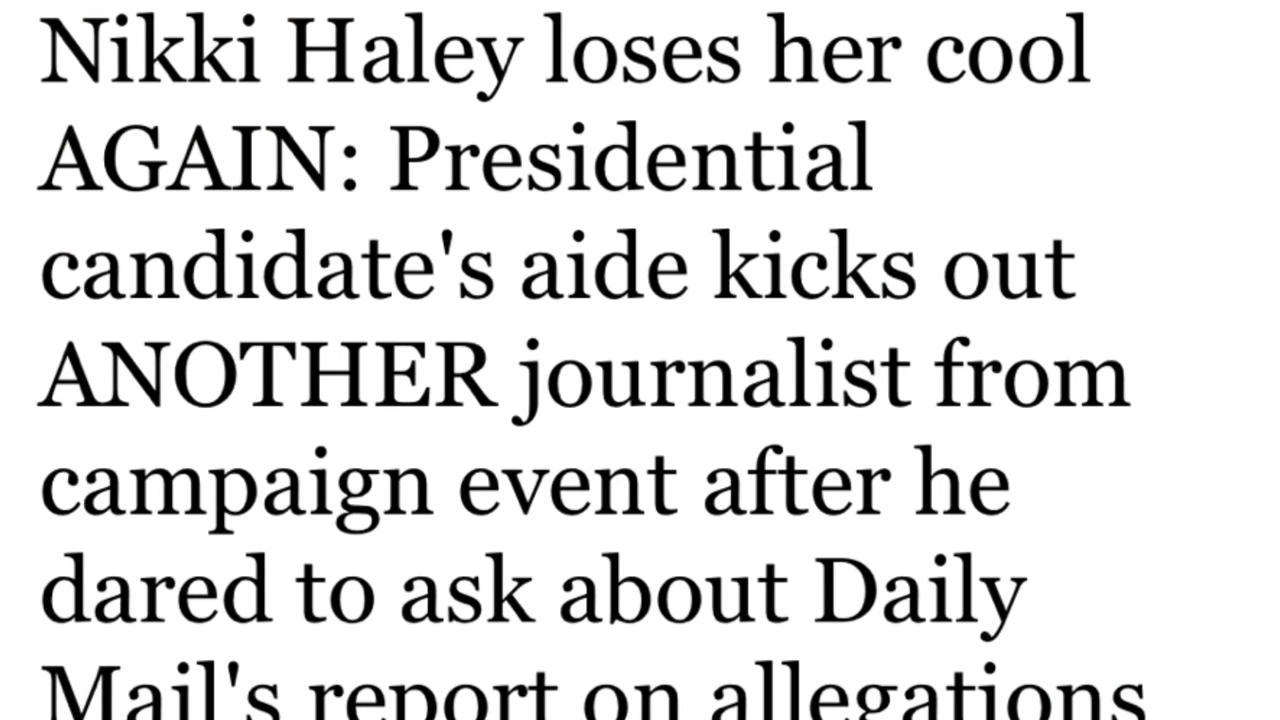 Nikki Haley loses her cool
AGAIN: Presidential
candidate's aide kicks out
ANOTHER journalist from
campaign event after he
dared to ask about Daily
Mail's report on allegations